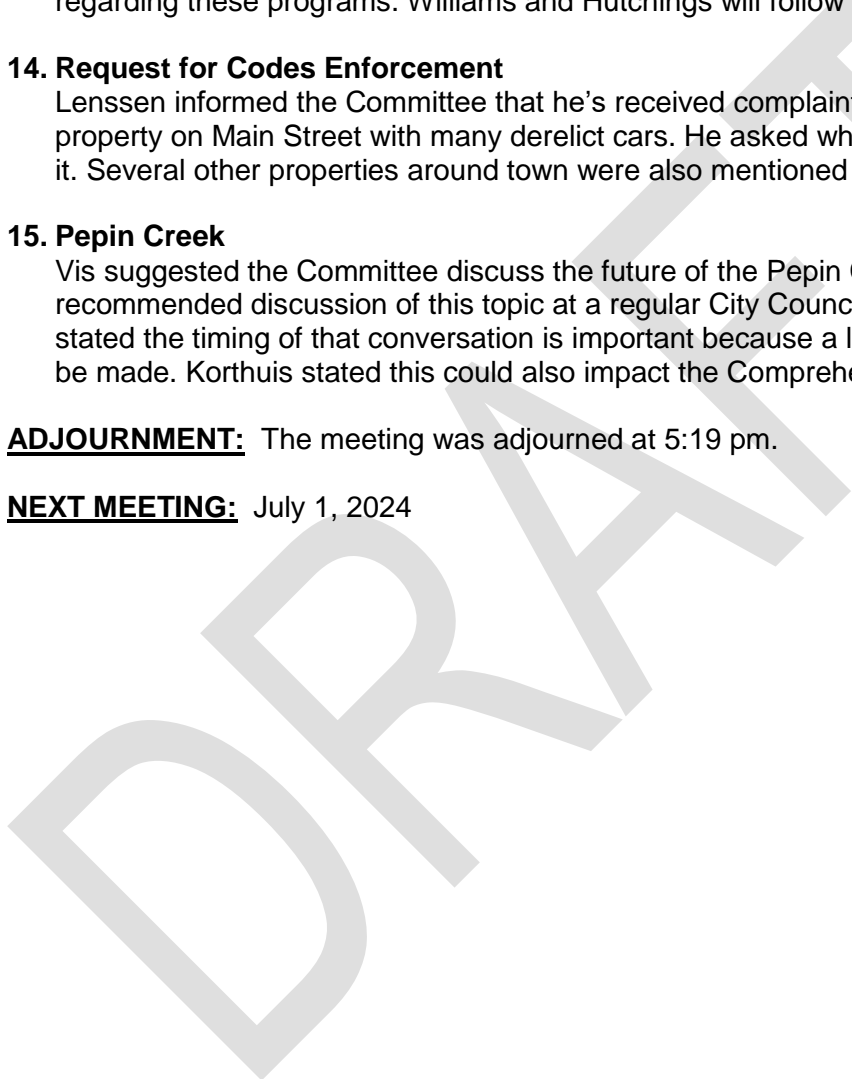 regarding these programs. Williams and Hutchings will follow
14. Request for Codes Enforcement
Lenssen informed the Committee that he's received complaint
property on Main Street with many derelict cars. He asked wh
it. Several other properties around town were also mentioned
15. Pepin Creek
Vis suggested the Committee discuss the future of the Pepin
recommended discussion of this topic at a regular City Counc
stated the timing of that conversation is important because a l
be made. Korthuis stated this could also impact the Comprehe
ADJOURNMENT: The meeting was adjourned at 5:19 pm.
NEXT MEETING: July 1, 2024
DRAFT